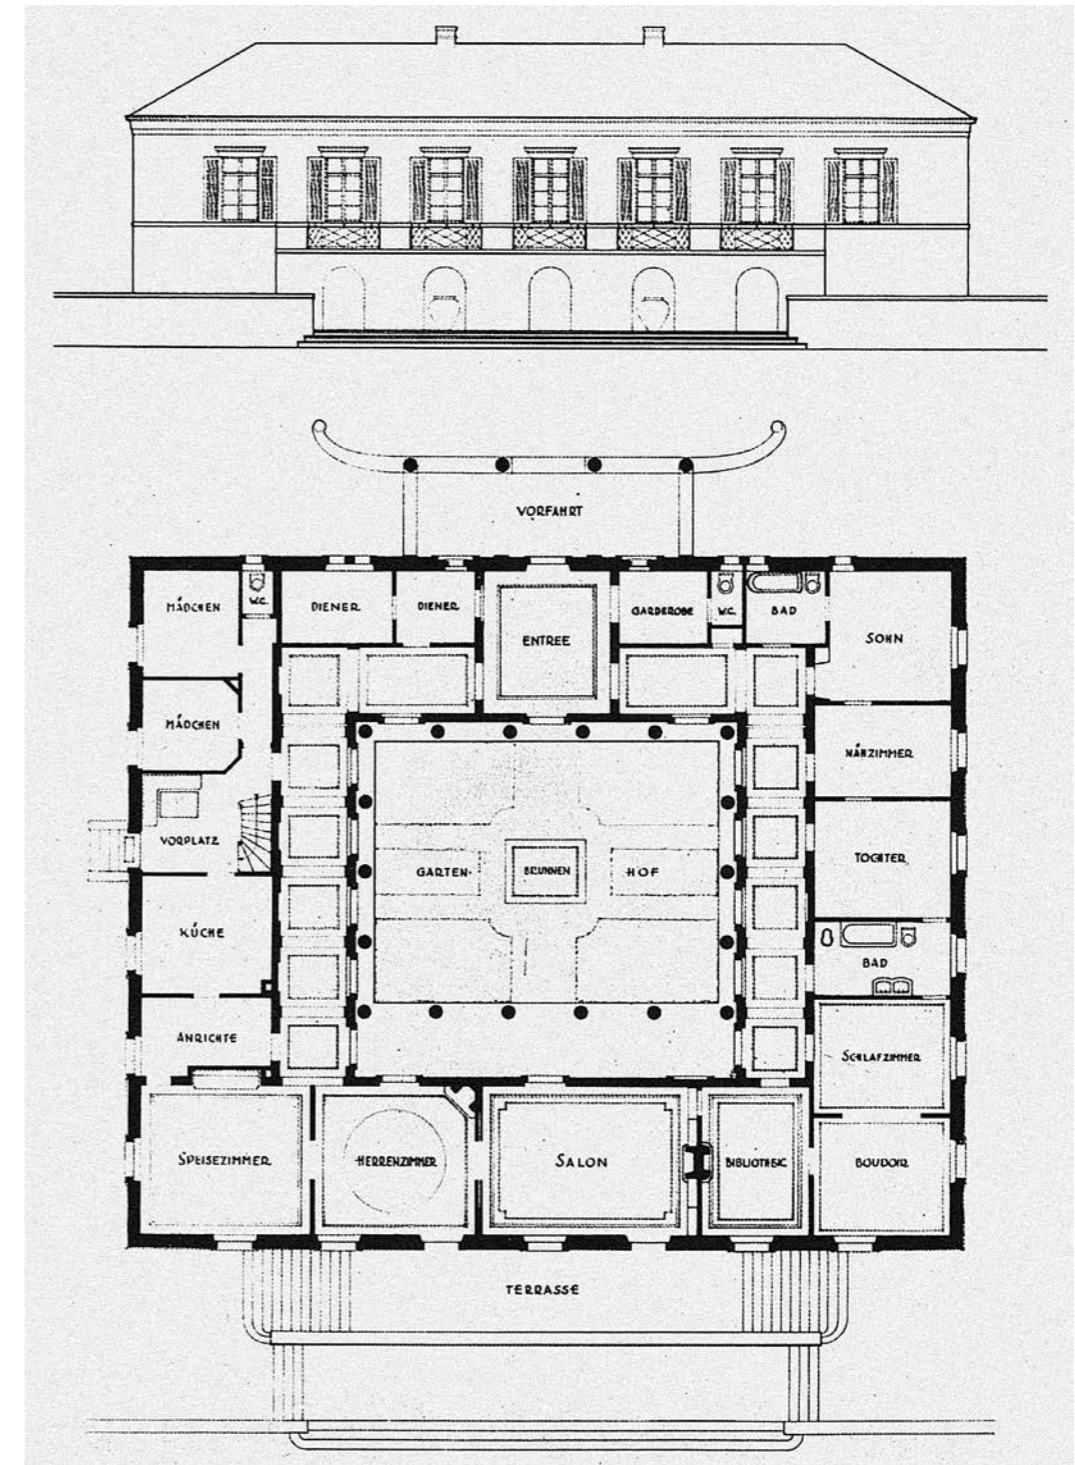 VORFAHRT
MÄDCHEN
W.C.
DIENER
DIENER
ENTREE
GARDEROBE
W.C.
BAD
SOHN
MÄDCHEN
NÄHZIMMER
VORPLATZ
GARTEN-
BRUNNEN
HOF
TOCHTER
KÜCHE
BAD
ANRICHTE
SCHLAFZIMMER
SPEISEZIMMER
HERRENZIMMER
SALON
BIBLIOTHEK
BOUDOIR
TERRASSE